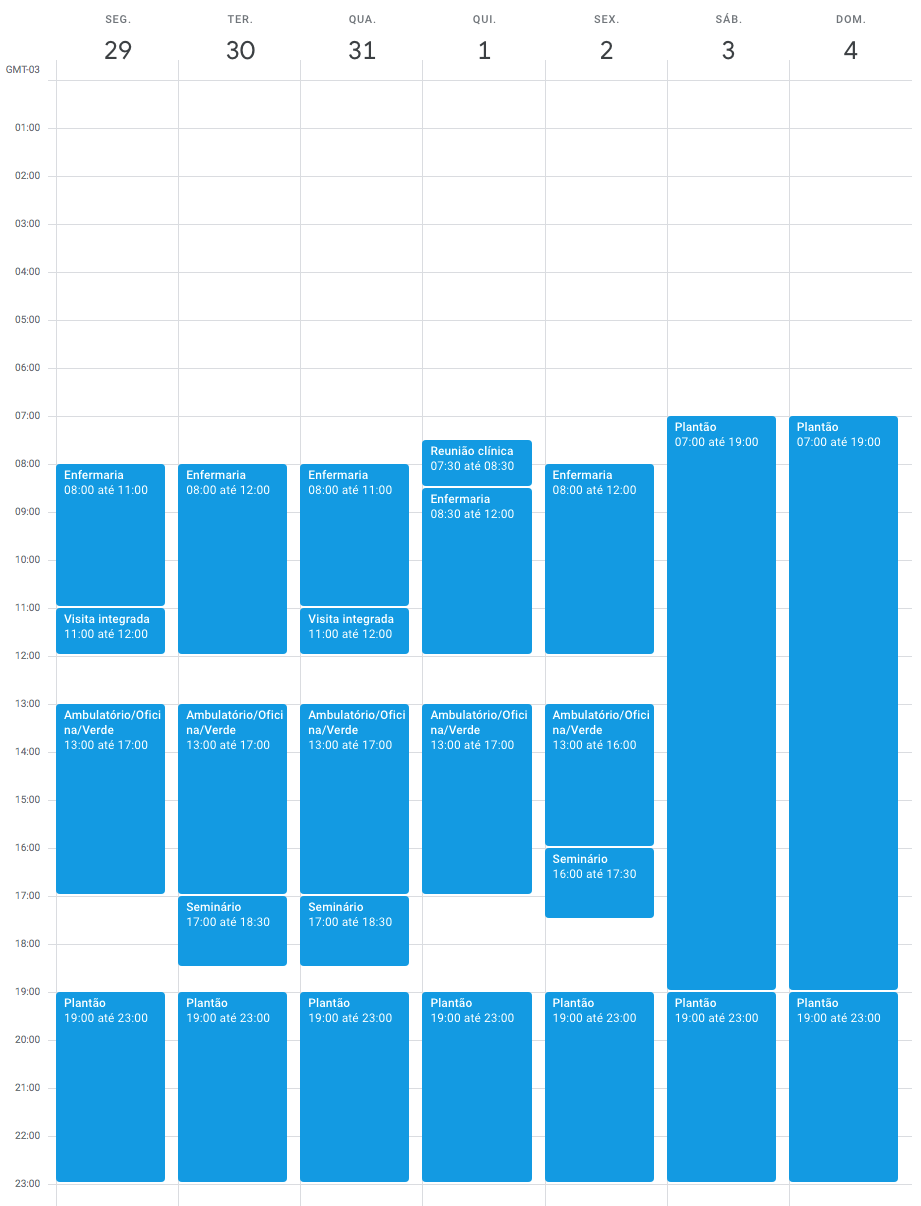 SEG.
TER.
QUA.
QUI.
SEX.
SÁB.
DOM.
29
30
31
1
2
3
4
GMT-03
01:00
02:00
03:00
04:00
05:00
06:00
07:00
08:00
09:00
10:00
11:00
12:00
13:00
14:00
15:00
16:00
17:00
18:00
19:00
20:00
21:00
22:00
23:00
Enfermaria
08:00 até 11:00
Visita integrada
11:00 até 12:00
Ambulatório/Ofici
na/Verde
13:00 até 17:00
Plantão
19:00 até 23:00
Enfermaria
08:00 até 12:00
Ambulatório/Ofici
na/Verde
13:00 até 17:00
Seminário
17:00 até 18:30
Plantão
19:00 até 23:00
Enfermaria
08:00 até 11:00
Visita integrada
11:00 até 12:00
Ambulatório/Ofici
na/Verde
13:00 até 17:00
Seminário
17:00 até 18:30
Plantão
19:00 até 23:00
Reunião clínica
07:30 até 08:30
Enfermaria
08:30 até 12:00
Ambulatório/Ofici
na/Verde
13:00 até 17:00
Plantão
19:00 até 23:00
Enfermaria
08:00 até 12:00
Ambulatório/Ofici
na/Verde
13:00 até 16:00
Seminário
16:00 até 17:30
Plantão
19:00 até 23:00
Plantão
07:00 até 19:00
Plantão
19:00 até 23:00
Plantão
07:00 até 19:00
Plantão
19:00 até 23:00